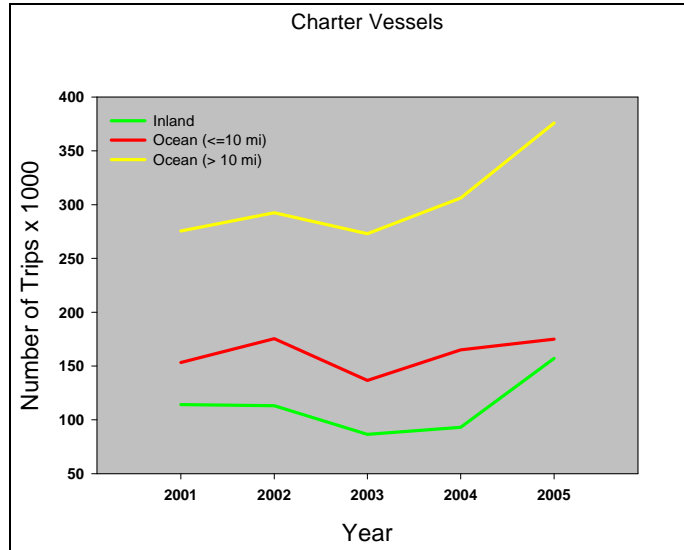 Charter Vessels
Number of Trips x 1000
400
350
300
250
200
150
100
50
Inland
Ocean (<=10 mi)
Ocean (> 10 mi)
2001 2002 2003 2004 2005
Year